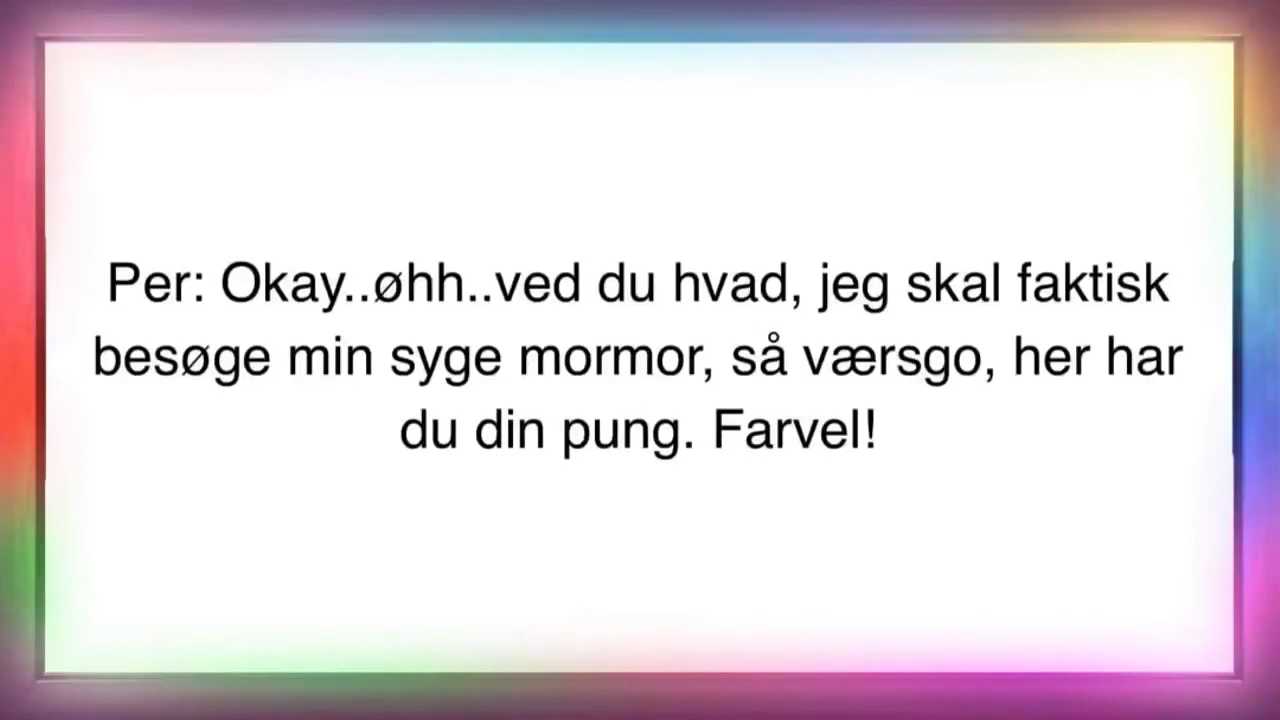 Per: Okay..øhh..ved du hvad, jeg skal faktisk
besøge min syge mormor, så værsgo, her har
du din pung. Farvel!